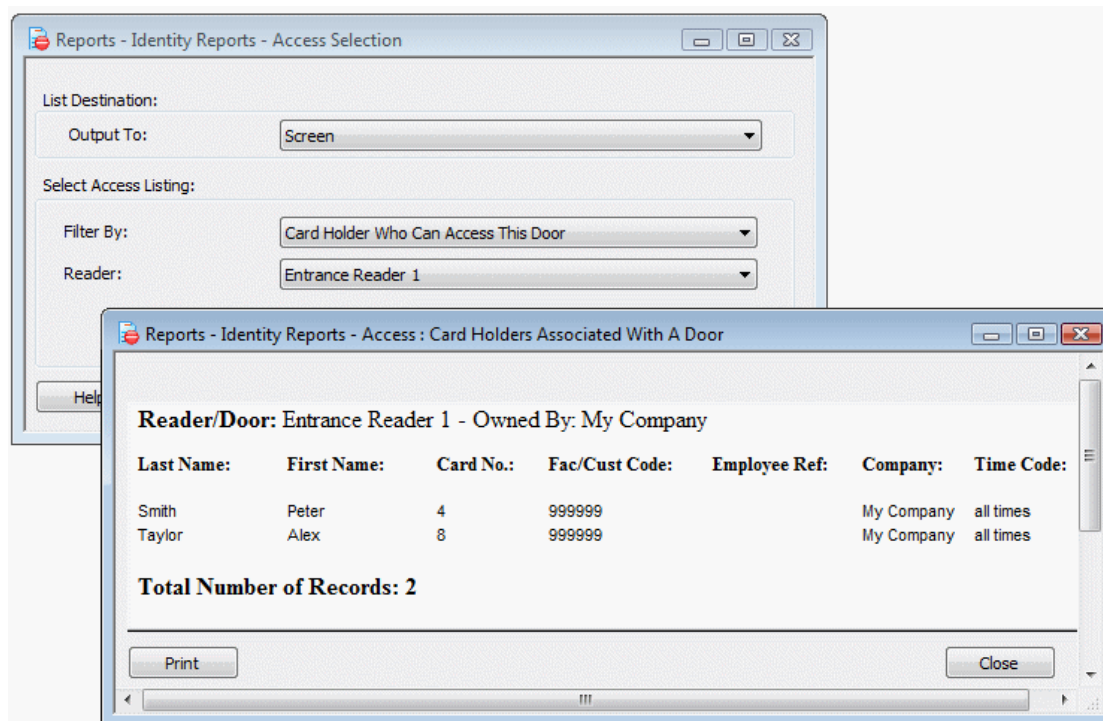 Reports - Identity Reports - Access Selection
List Destination:
Output To: Screen
Select Access Listing:
Filter By: Card Holder Who Can Access This Door
Reader: Entrance Reader 1
Help
Reports - Identity Reports - Access : Card Holders Associated With A Door
Reader/Door: Entrance Reader 1 - Owned By: My Company
Last Name: First Name: Card No.: Fac/Cust Code: Employee Ref: Company: Time Code:
Smith Peter 4 999999 My Company all times
Taylor Alex 8 999999 My Company all times
Total Number of Records: 2
Print Close